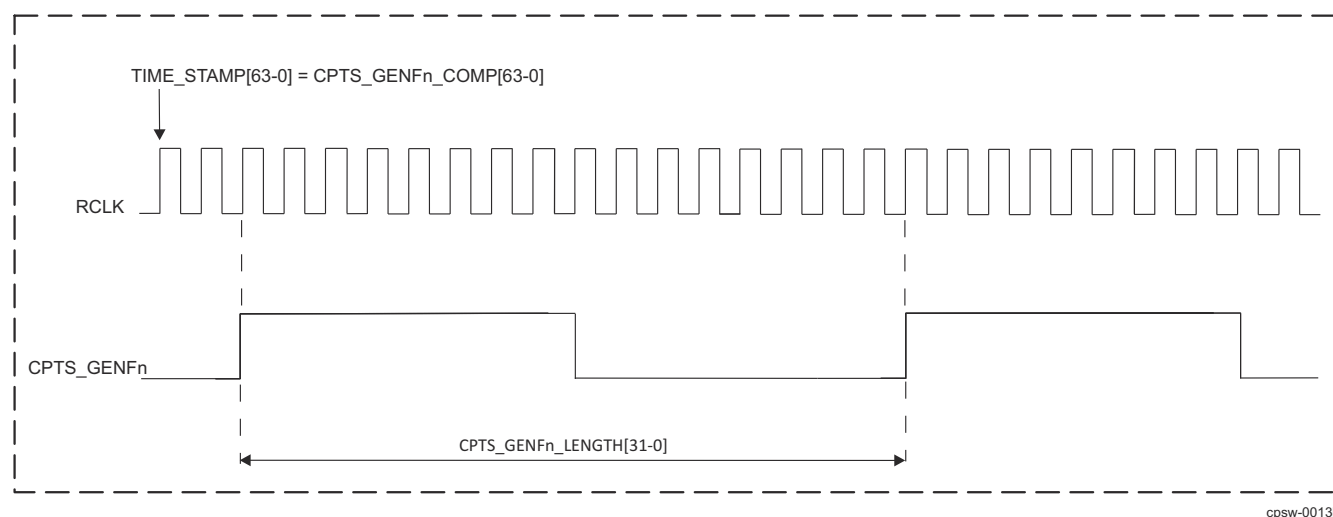 TIME_STAMP[63-0] = CPTS_GENFn_COMP[63-0]
RCLK
CPTS_GENFn
CPTS_GENFn_LENGTH[31-0]
cpsw-0013